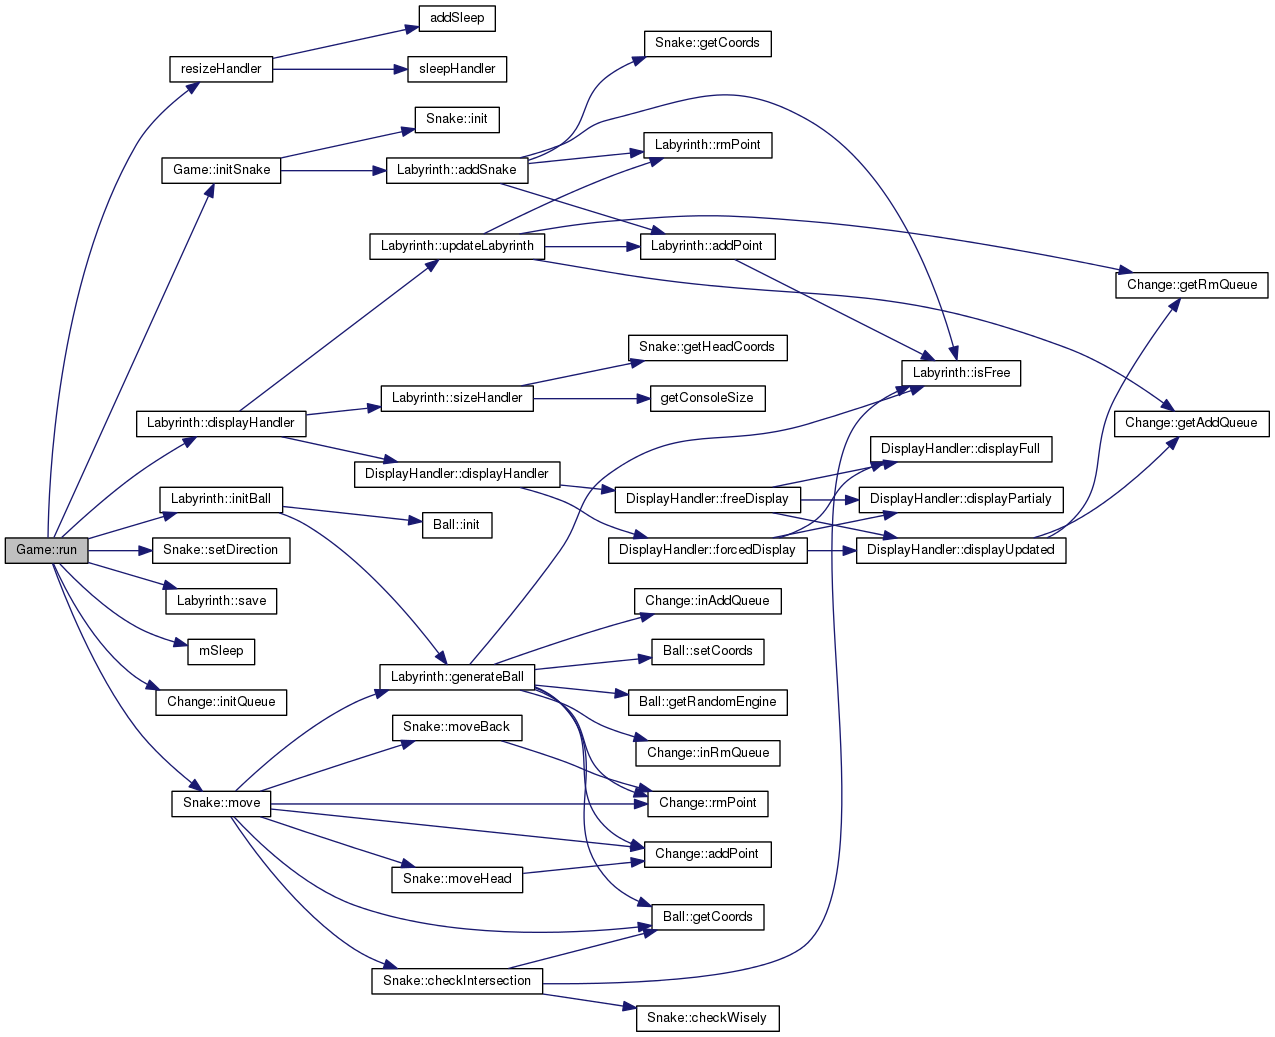 addSleep
Snake::getCoords
resizeHandler
sleepHandler
Snake::init
Labyrinth::rmPoint
Game::initSnake
Labyrinth::addSnake
Labyrinth::updateLabyrinth
Labyrinth::addPoint
Change::getRmQueue
Snake::getHeadCoords
Labyrinth::isFree
Labyrinth::sizeHandler
getConsoleSize
Labyrinth::displayHandler
Change::getAddQueue
DisplayHandler::displayFull
DisplayHandler::displayHandler
Labyrinth::initBall
DisplayHandler::freeDisplay
DisplayHandler::displayPartialy
Ball::init
Game::run
Snake::setDirection
DisplayHandler::forcedDisplay
DisplayHandler::displayUpdated
Labyrinth::save
Change::inAddQueue
mSleep
Ball::setCoords
Labyrinth::generateBall
Change::initQueue
Ball::getRandomEngine
Snake::moveBack
Change::inRmQueue
Snake::move
Change::rmPoint
Change::addPoint
Snake::moveHead
Ball::getCoords
Snake::checkIntersection
Snake::checkWisely